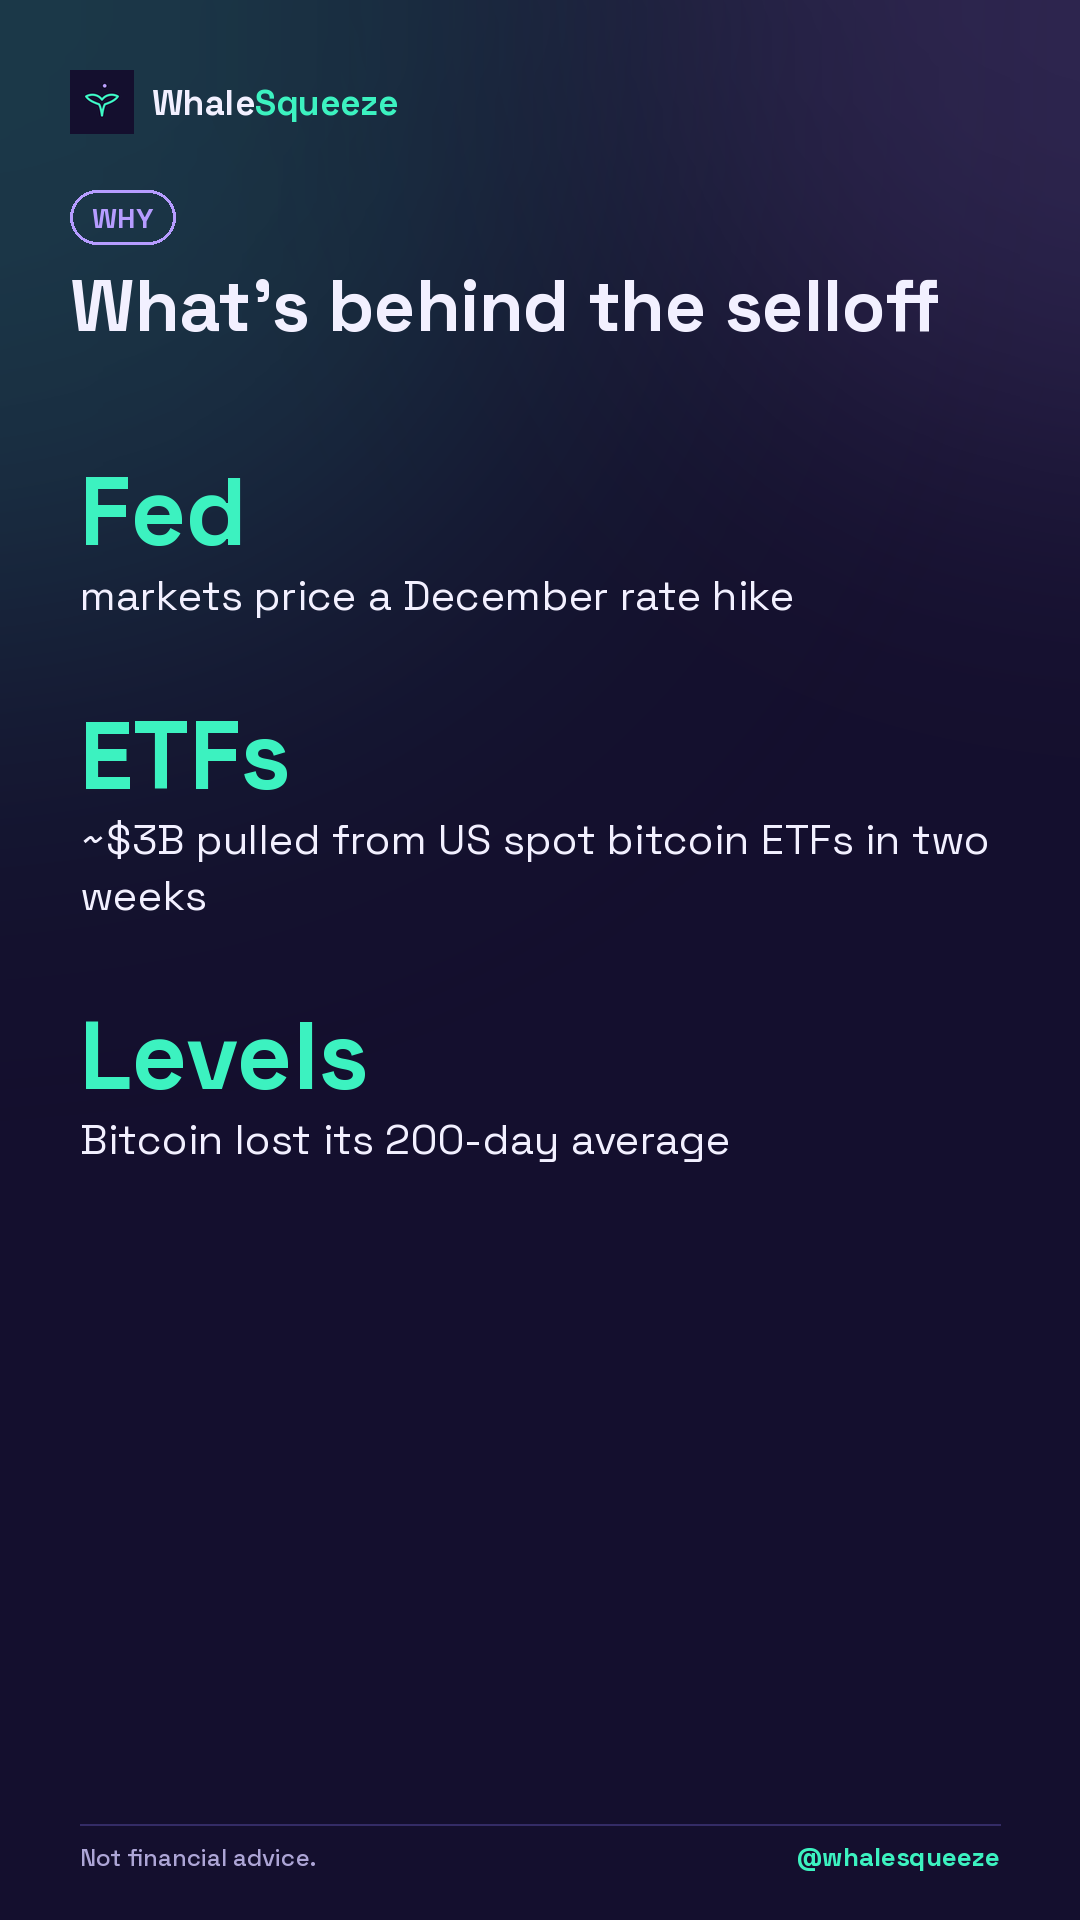 WhaleSqueeze
WHY
What’s behind the selloff
Fed
markets price a December rate hike
ETFs
~$3B pulled from US spot bitcoin ETFs in two
weeks
Levels
Bitcoin lost its 200-day average
Not financial advice.
@whalesqueeze